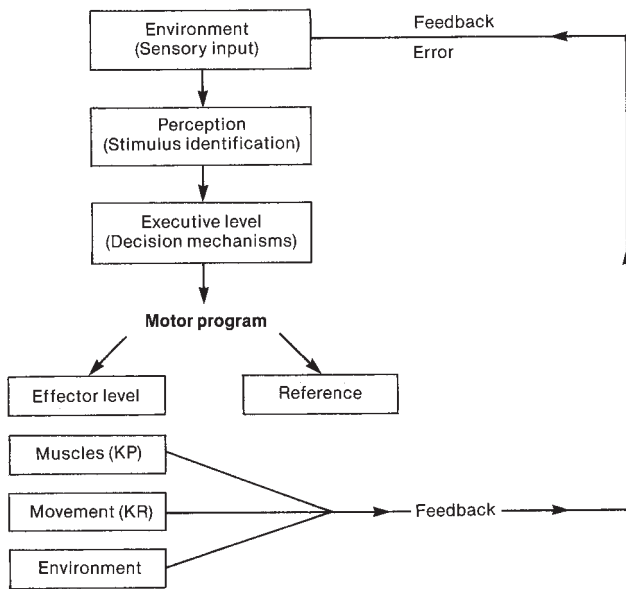 Environment
(Sensory input)
Feedback
Error
Perception
(Stimulus identification)
Executive level
(Decision mechanisms)
Motor program
Effector level
Reference
Muscles (KP)
Movement (KR)
Feedback
Environment